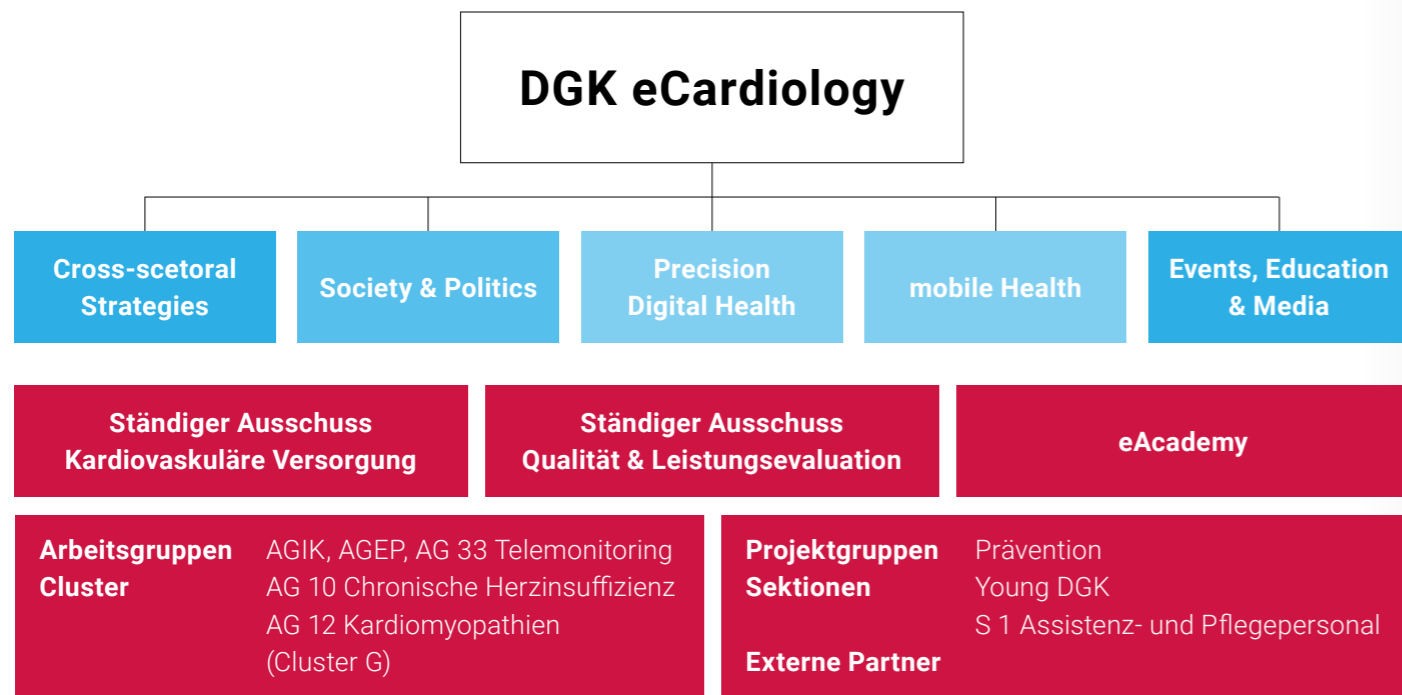 DGK eCardiology
Cross-scetoral
Strategies
Society & Politics
Precision
Digital Health
mobile Health
Events, Education
& Media
Ständiger Ausschuss
Kardiovaskuläre Versorgung
Ständiger Ausschuss
Qualität & Leistungsevaluation
eAcademy
Arbeitsgruppen AGIK, AGEP, AG 33 Telemonitoring
Cluster AG 10 Chronische Herzinsuffizienz
AG 12 Kardiomyopathien
(Cluster G)
Projektgruppen Prävention
Sektionen Young DGK
S 1 Assistenz- und Pflegepersonal
Externe Partner